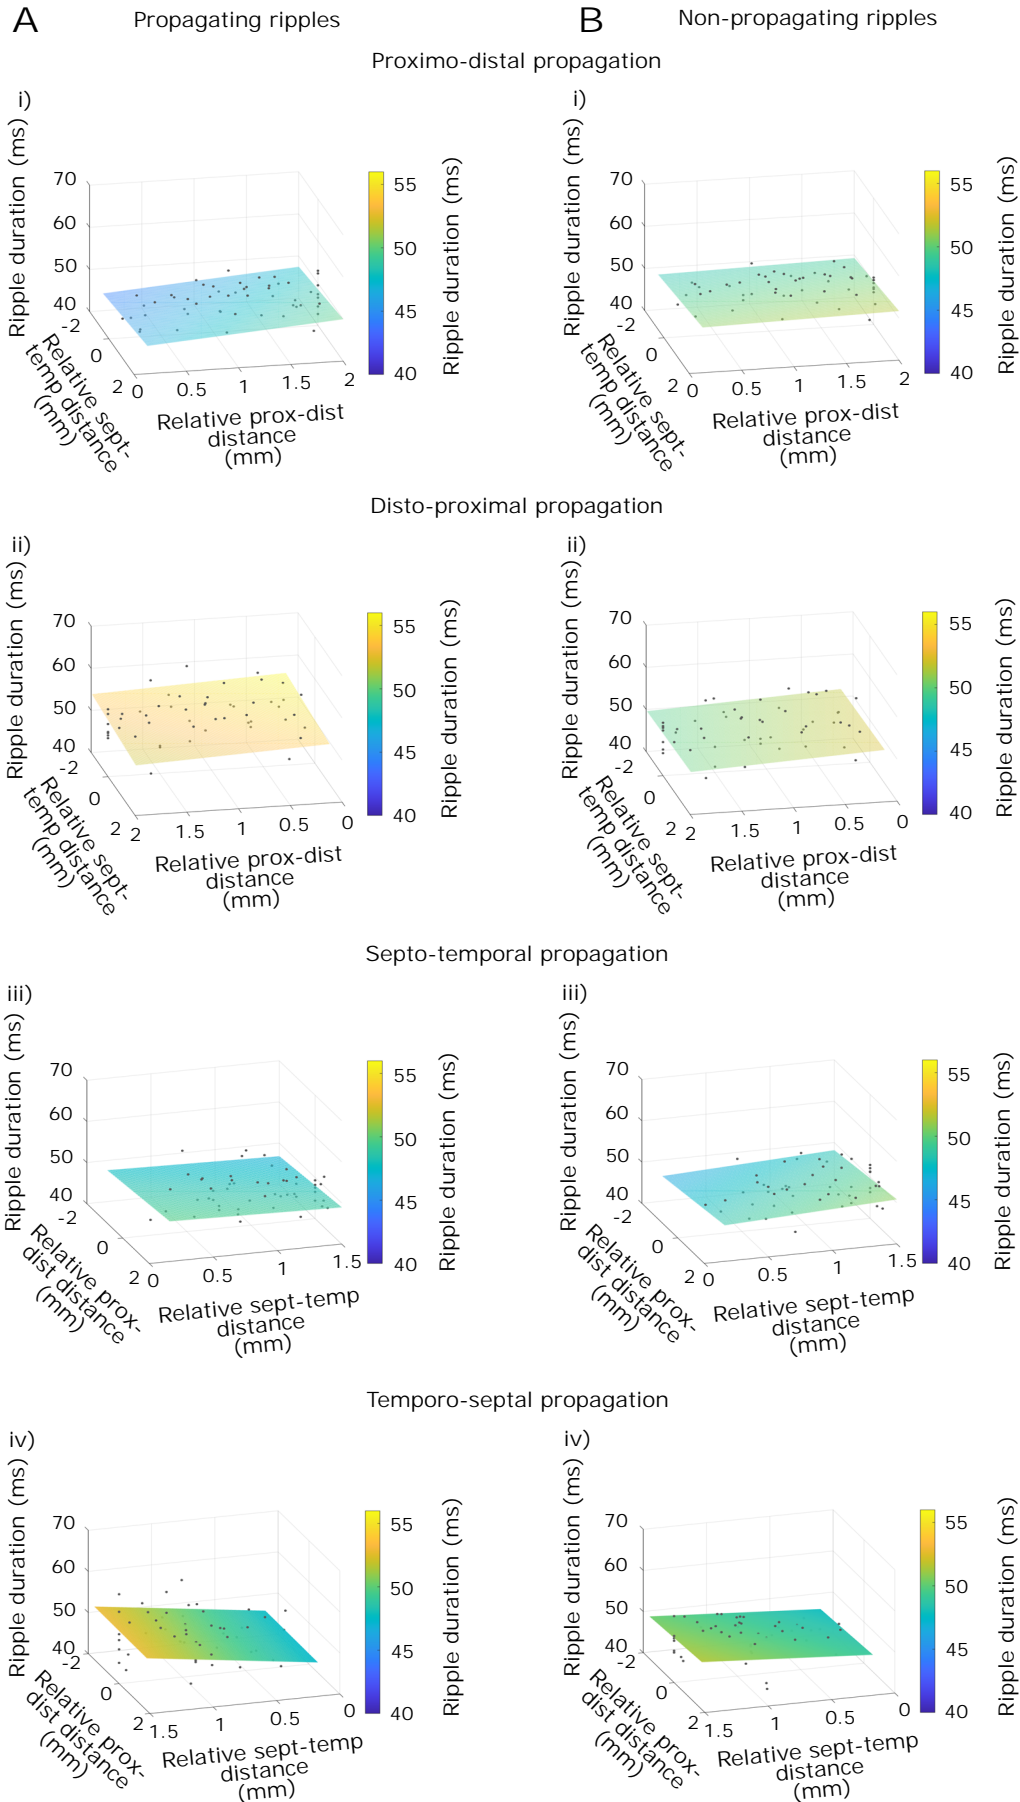 A
Propagating ripples
B
Non-propagating ripples
Proximo-distal propagation
i)
Ripple duration (ms)
70
60
50
40
-2
0
2
0
0.5
1
1.5
2
Relative sept-
temp distance
(mm)
Relative prox-dist
distance
(mm)
55
50
45
40
Ripple duration (ms)
i)
Ripple duration (ms)
70
60
50
40
-2
0
2
0
0.5
1
1.5
2
Relative sept-
temp distance
(mm)
Relative prox-dist
distance
(mm)
55
50
45
40
Ripple duration (ms)
Disto-proximal propagation
ii)
Ripple duration (ms)
70
60
50
40
-2
0
2
2
1.5
1
0.5
0
Relative sept-
temp distance
(mm)
Relative prox-dist
distance
(mm)
55
50
45
40
Ripple duration (ms)
ii)
Ripple duration (ms)
70
60
50
40
-2
0
2
2
1.5
1
0.5
0
Relative sept-
temp distance
(mm)
Relative prox-dist
distance
(mm)
55
50
45
40
Ripple duration (ms)
Septo-temporal propagation
iii)
Ripple duration (ms)
70
60
50
40
-2
0
2
0
0.5
1
1.5
Relative prox-
dist distance
(mm)
Relative sept-temp
distance
(mm)
55
50
45
40
Ripple duration (ms)
iii)
Ripple duration (ms)
70
60
50
40
-2
0
2
0
0.5
1
1.5
Relative prox-
dist distance
(mm)
Relative sept-temp
distance
(mm)
55
50
45
40
Ripple duration (ms)
Temporo-septal propagation
iv)
Ripple duration (ms)
70
60
50
40
-2
0
2
1.5
1
0.5
0
Relative prox-
dist distance
(mm)
Relative sept-temp
distance
(mm)
55
50
45
40
Ripple duration (ms)
iv)
Ripple duration (ms)
70
60
50
40
-2
0
2
1.5
1
0.5
0
Relative prox-
dist distance
(mm)
Relative sept-temp
distance
(mm)
55
50
45
40
Ripple duration (ms)